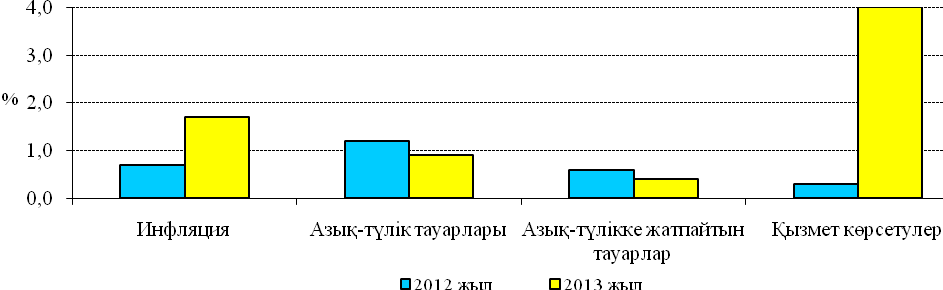 4,0
3,0
% 2,0
1,0
0,0
Инфляция Азық-түлік тауарлары Азық-түлікке жатпайтын Қызмет көрсетулер
тауарлар
2012 жыл 2013 жыл